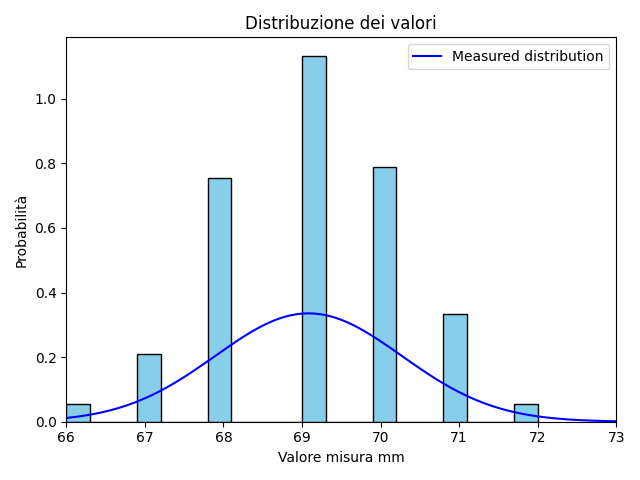 Distribuzione dei valori
Measured distribution
Probabilità
1.0
0.8
0.6
0.4
0.2
0.0
66 67 68 69 70 71 72 73
Valore misura mm